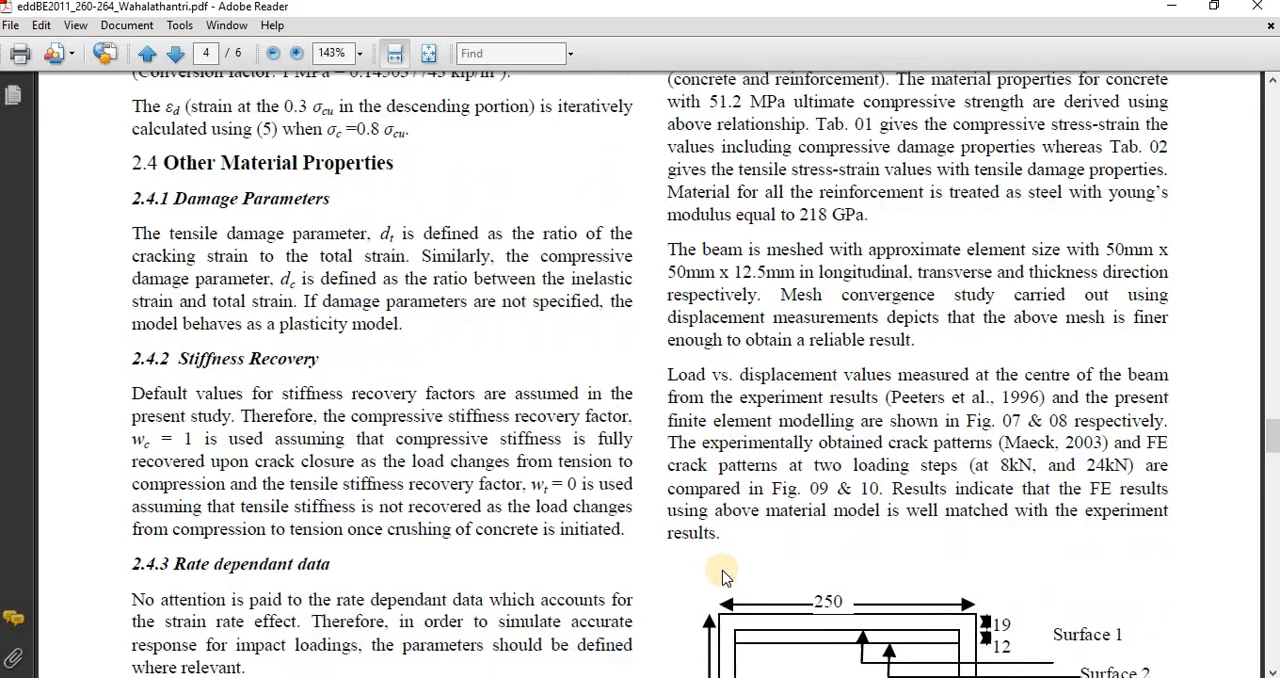 eddBE2011_260-264_Wahalathantri.pdf - Adobe Reader
File Edit View Document Tools Window Help
4 / 6 143% Find
(Conversion factor: 1 MPa = 0.145037743 kip/in²).
The εd (strain at the 0.3 σcu in the descending portion) is iteratively
calculated using (5) when σc =0.8 σcu.
2.4 Other Material Properties
2.4.1 Damage Parameters
The tensile damage parameter, dt is defined as the ratio of the
cracking strain to the total strain. Similarly, the compressive
damage parameter, dc is defined as the ratio between the inelastic
strain and total strain. If damage parameters are not specified, the
model behaves as a plasticity model.
2.4.2 Stiffness Recovery
Default values for stiffness recovery factors are assumed in the
present study. Therefore, the compressive stiffness recovery factor,
wc = 1 is used assuming that compressive stiffness is fully
recovered upon crack closure as the load changes from tension to
compression and the tensile stiffness recovery factor, wt = 0 is used
assuming that tensile stiffness is not recovered as the load changes
from compression to tension once crushing of concrete is initiated.
2.4.3 Rate dependant data
No attention is paid to the rate dependant data which accounts for
the strain rate effect. Therefore, in order to simulate accurate
response for impact loadings, the parameters should be defined
where relevant.
(concrete and reinforcement). The material properties for concrete
with 51.2 MPa ultimate compressive strength are derived using
above relationship. Tab. 01 gives the compressive stress-strain the
values including compressive damage properties whereas Tab. 02
gives the tensile stress-strain values with tensile damage properties.
Material for all the reinforcement is treated as steel with young's
modulus equal to 218 GPa.
The beam is meshed with approximate element size with 50mm x
50mm x 12.5mm in longitudinal, transverse and thickness direction
respectively. Mesh convergence study carried out using
displacement measurements depicts that the above mesh is finer
enough to obtain a reliable result.
Load vs. displacement values measured at the centre of the beam
from the experiment results (Peeters et al., 1996) and the present
finite element modelling are shown in Fig. 07 & 08 respectively.
The experimentally obtained crack patterns (Maeck, 2003) and FE
crack patterns at two loading steps (at 8kN, and 24kN) are
compared in Fig. 09 & 10. Results indicate that the FE results
using above material model is well matched with the experiment
results.
250
19
12
Surface 1
Surface 2